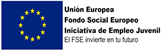 Unión Europea
Fondo Social Europeo
Iniciativa de Empleo Juvenil
El FSE invierte en tu futuro